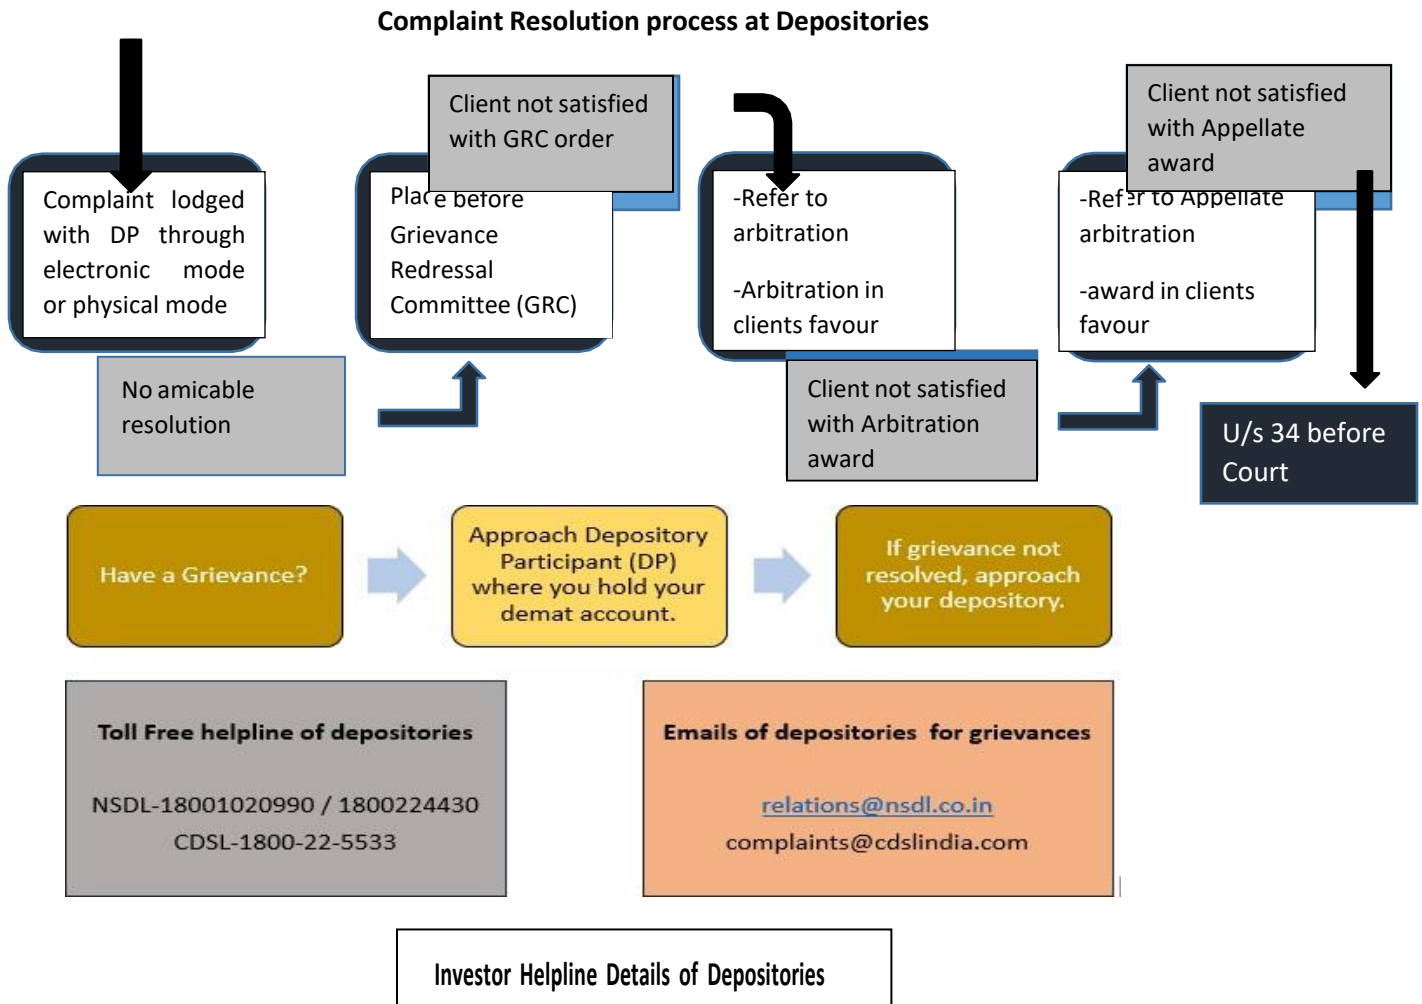 Complaint Resolution process at Depositories
Client not satisfied
with GRC order
Client not satisfied
with Appellate
award
Complaint lodged
with DP through
electronic mode
or physical mode
Place before
Grievance
Redressal
Committee (GRC)
-Refer to
arbitration
-Arbitration in
clients favour
-Refer to Appellate
arbitration
-award in clients
favour
No amicable
resolution
Client not satisfied
with Arbitration
award
U/s 34 before
Court
Have a Grievance?
Approach Depository
Participant (DP)
where you hold your
demat account.
If grievance not
resolved, approach
your depository.
Toll Free helpline of depositories
NSDL-18001020990 / 1800224430
CDSL-1800-22-5533
Emails of depositories for grievances
relations@nsdl.co.in
complaints@cdslindia.com
Investor Helpline Details of Depositories